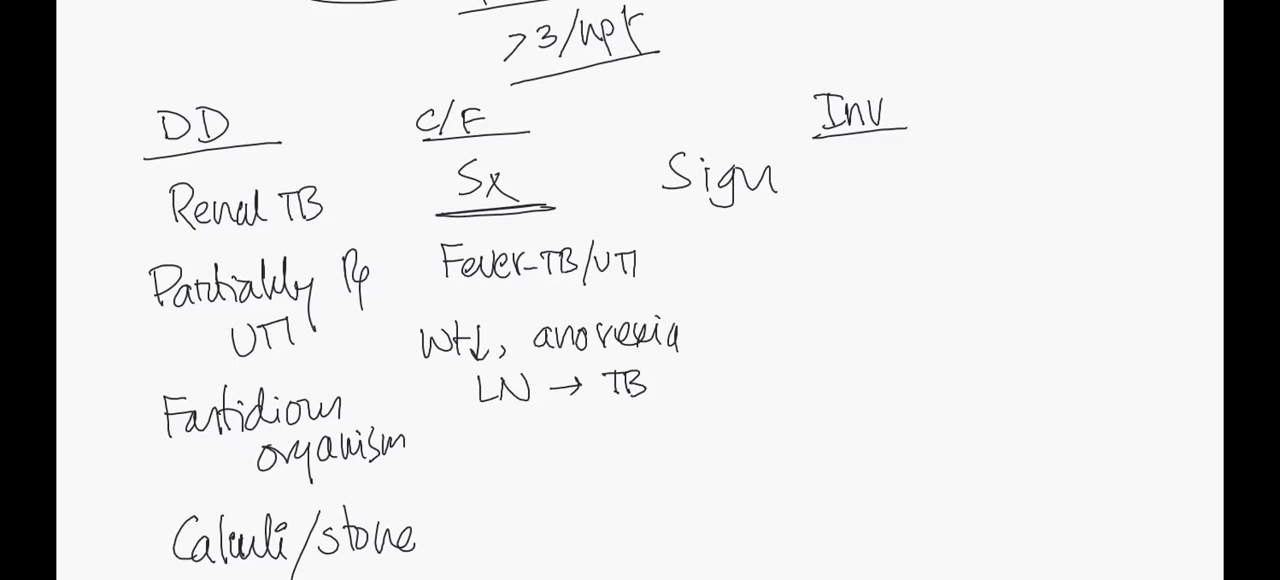 >3/hpf
DD
C/F
Inv
Sx
Sign
Renal TB
Fever-TB/UTI
Partially Rx
UTI
Wt↓, anorexia
LN → TB
Fastidious
organism
Calculi/stone